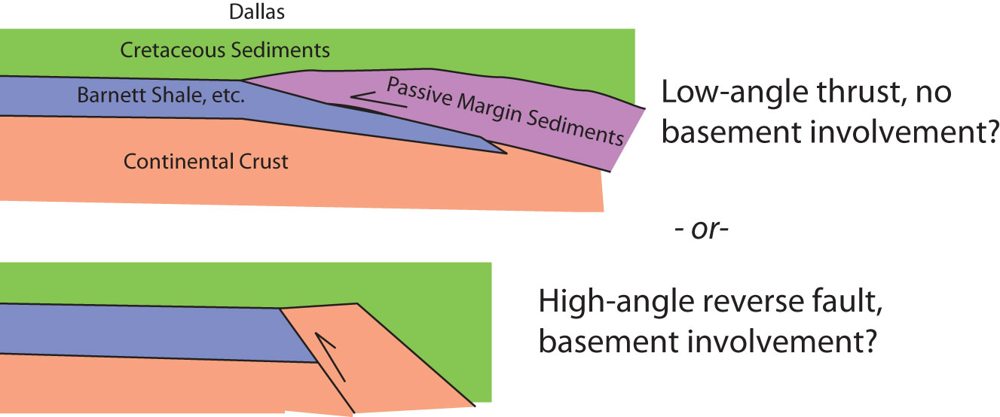 Dallas
Cretaceous Sediments
Barnett Shale, etc.
Passive Margin Sediments
Continental Crust
Low-angle thrust, no
basement involvement?
- or-
High-angle reverse fault,
basement involvement?